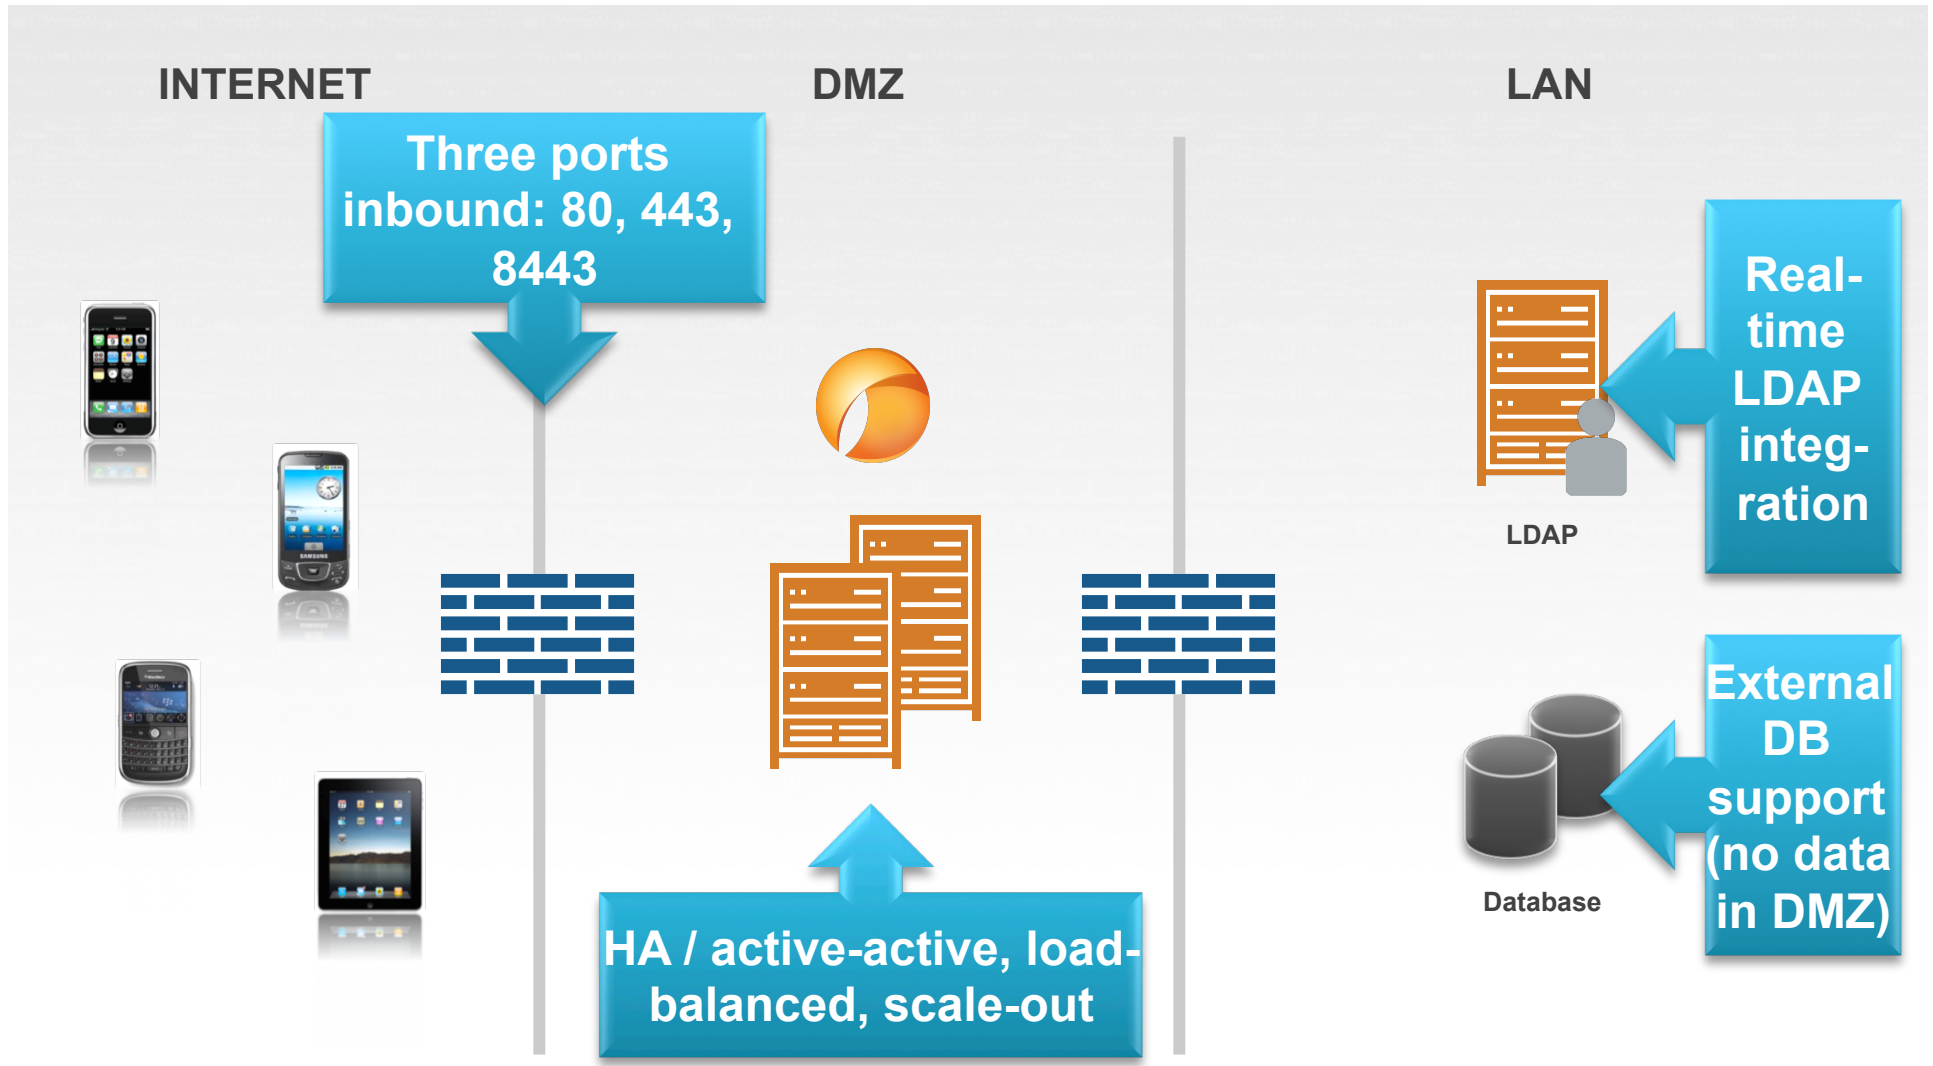 INTERNET
DMZ
LAN
Three ports
inbound: 80, 443,
8443
Real-
time
LDAP
integ-
ration
LDAP
SAMSUNG
External
DB
support
(no data
in DMZ)
Database
HA / active-active, load-
balanced, scale-out